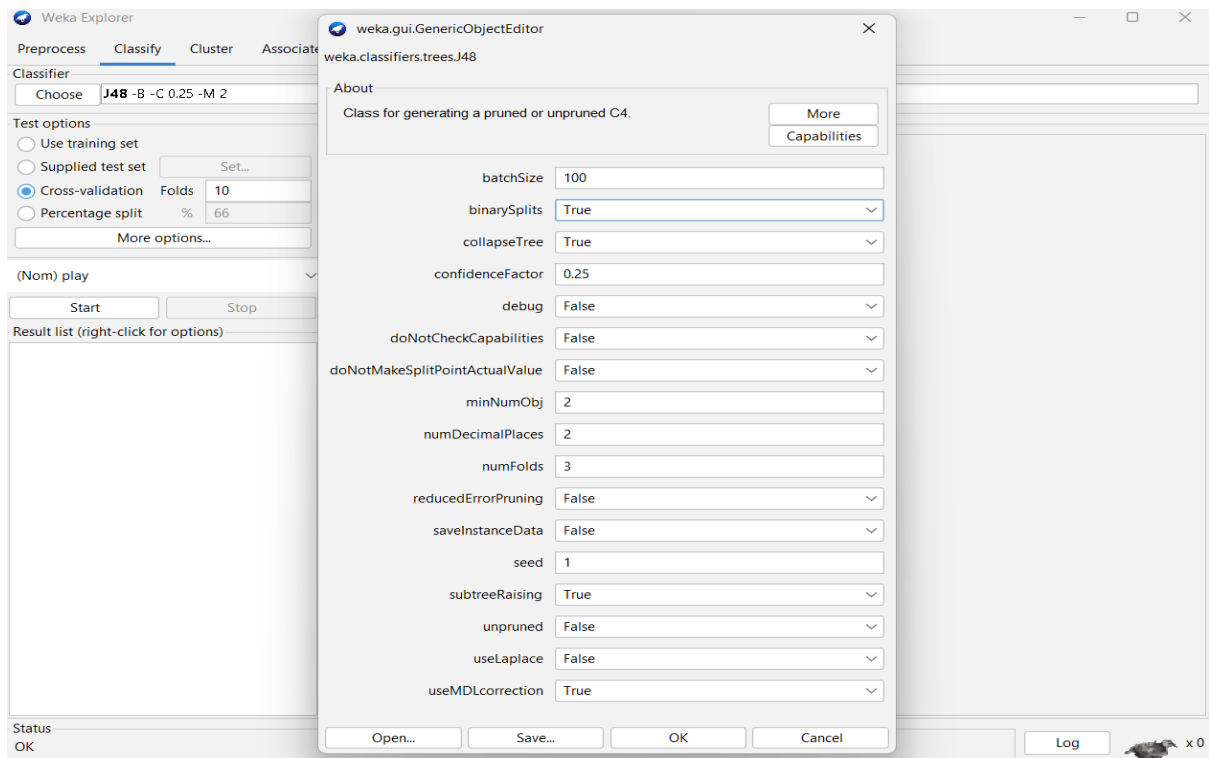 Weka Explorer
Preprocess Classify Cluster Associate
Classifier
Choose J48 -B -C 0.25 -M 2
Test options
Use training set
Supplied test set Set...
Cross-validation Folds 10
Percentage split % 66
More options...
(Nom) play
Start Stop
Result list (right-click for options)
Status
OK
weka.gui.GenericObjectEditor
weka.classifiers.trees.J48
About
Class for generating a pruned or unpruned C4.
More
Capabilities
batchSize 100
binarySplits True
collapseTree True
confidenceFactor 0.25
debug False
doNotCheckCapabilities False
doNotMakeSplitPointActualValue False
minNumObj 2
numDecimalPlaces 2
numFolds 3
reducedErrorPruning False
saveInstanceData False
seed 1
subtreeRaising True
unpruned False
useLaplace False
useMDLcorrection True
Open... Save... OK Cancel
Log x 0